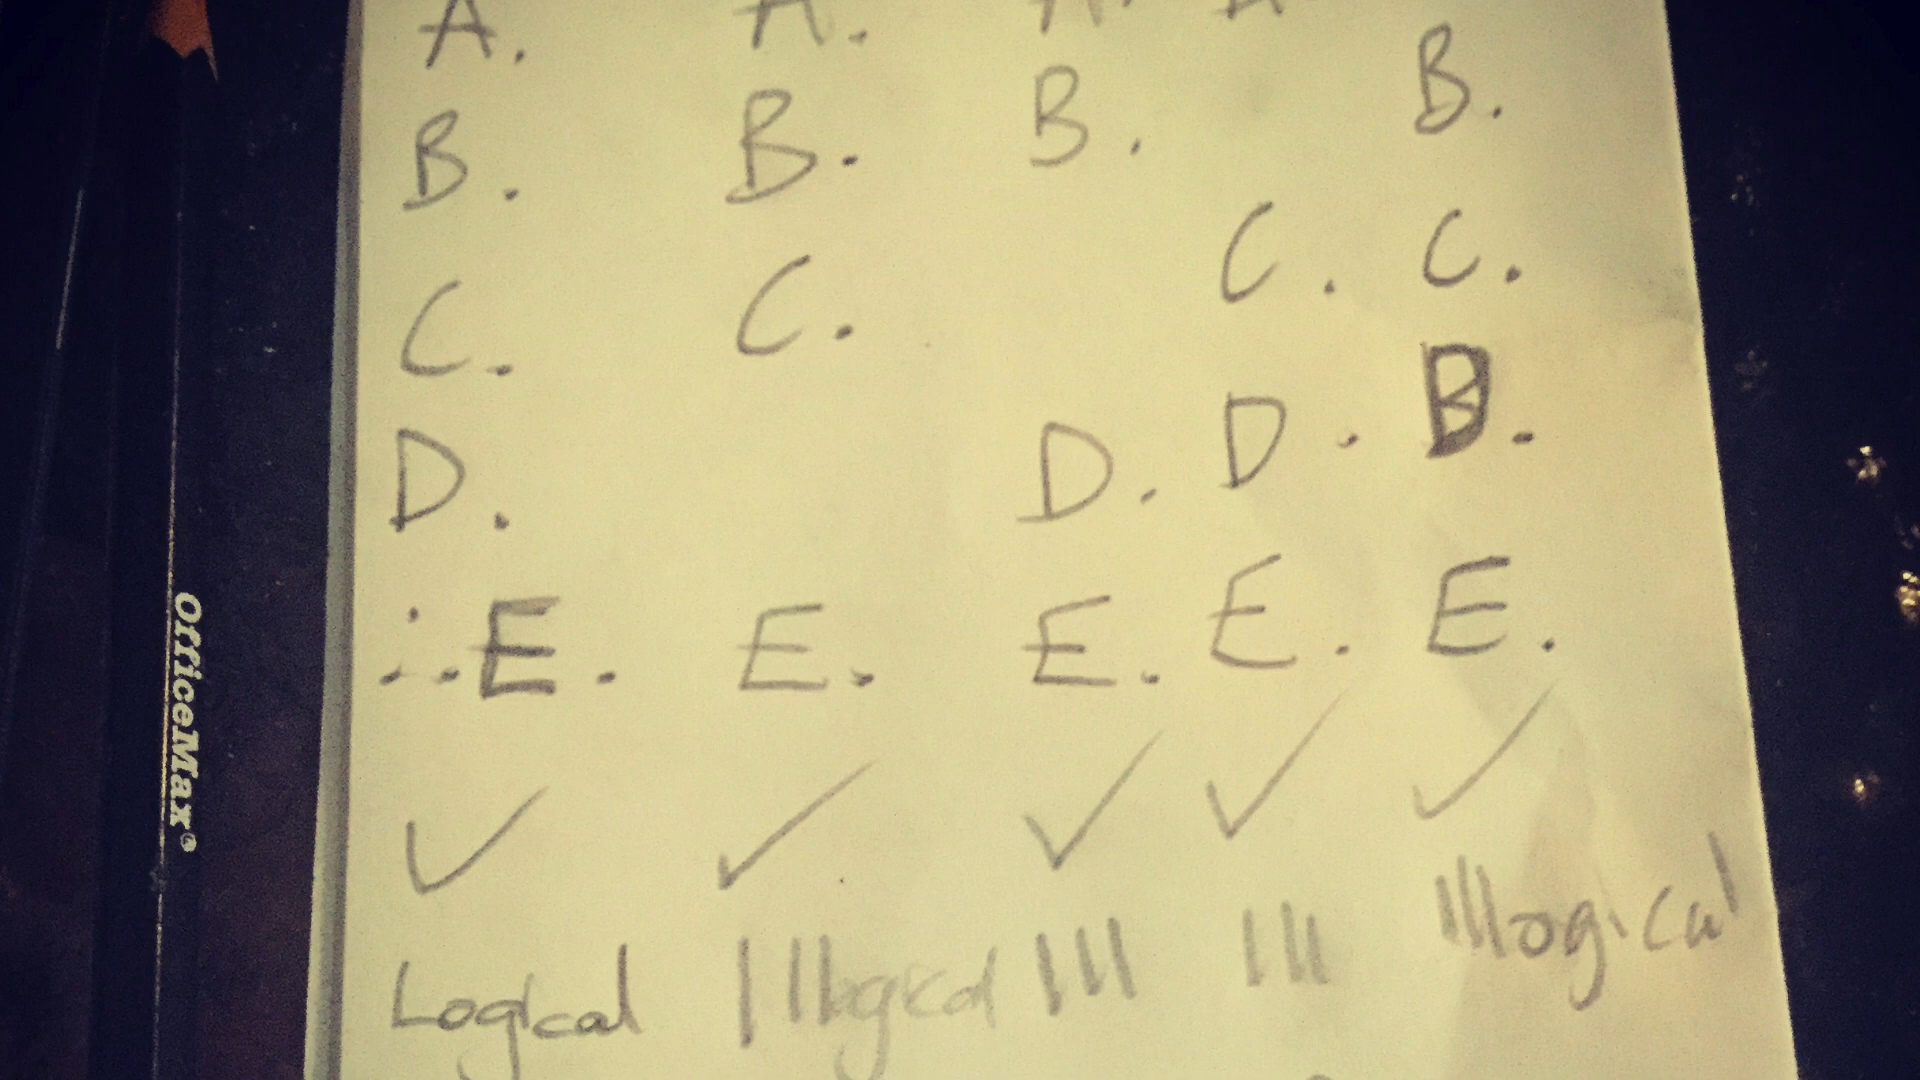 A. A. A. A
B. B. B. B.
C. C. C. C.
D. D. D. D.
∴ E. E. E. E. E.
✓ ✓ ✓ ✓ ✓
Logical Illogical Ill Ill Illogical
OfficeMax®